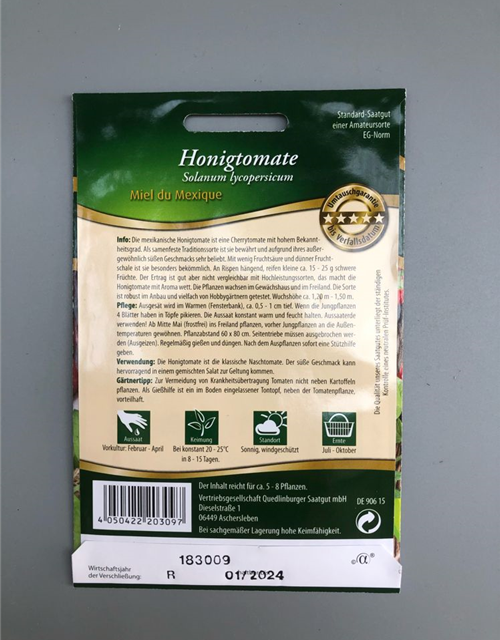 Standard-Saatgut
einer Amateursorte
EG-Norm
Honigtomate
Solanum lycopersicum
Miel du Mexique
Umtauschgarantie
bis Verfallsdatum
Info: Die mexikanische Honigtomate ist eine Cherrytomate mit hohem Bekannt-
heitsgrad. Als samenfeste Traditionssorte ist sie bewährt und aufgrund ihres außer-
gewöhnlich süßen Geschmacks sehr beliebt. Mit wenig Fruchtsäure und dünner Frucht-
schale ist sie besonders bekömmlich. An Rispen hängend, reifen kleine ca. 15 - 25 g schwere
Früchte. Der Ertrag ist gut aber nicht vergleichbar mit Hochleistungssorten, das macht die
Honigtomate mit Aroma wett. Die Pflanzen wachsen im Gewächshaus und im Freiland. Die Sorte
ist robust im Anbau und vielfach von Hobbygärtnern getestet. Wuchshöhe ca. 1,20 m - 1,50 m.
Pflege: Ausgesät wird im Warmen (Fensterbank), ca. 0,5 - 1 cm tief. Wenn die Jungpflanzen
4 Blätter haben in Töpfe pikieren. Die Aussaat konstant warm und feucht halten. Aussaaterde
verwenden! Ab Mitte Mai (frostfrei) ins Freiland pflanzen, vorher Jungpflanzen an die Außen-
temperaturen gewöhnen. Pflanzabstand 60 x 80 cm. Seitentriebe müssen ausgebrochen wer-
den (Ausgeizen). Regelmäßig gießen und düngen. Nach dem Auspflanzen sofort eine Stützhilfe
geben.
Verwendung: Die Honigtomate ist die klassische Naschtomate. Der süße Geschmack kann
hervorragend in einem gemischten Salat zur Geltung kommen.
Gärtnertipp: Zur Vermeidung von Krankheitsübertragung Tomaten nicht neben Kartoffeln
pflanzen. Als Gießhilfe ist ein im Boden eingelassener Tontopf, neben der Tomatenpflanze,
vorteilhaft.
Die Qualität unseres Saatgutes unterliegt der ständigen
Kontrolle eines neutralen Prüf-Institutes.
Aussaat
Vorkultur: Februar - April
Keimung
Bei konstant 20 - 25°C
in 8 - 15 Tagen.
Standort
Sonnig, windgeschützt
Ernte
Juli - Oktober
4 050422 203097
Der Inhalt reicht für ca. 5 - 8 Pflanzen.
Vertriebsgesellschaft Quedlinburger Saatgut mbH
Dieselstraße 1
06449 Aschersleben
Bei sachgemäßer Lagerung hohe Keimfähigkeit.
DE 906 15
Wirtschaftsjahr
der Verschließung:
183009
R 01/2024